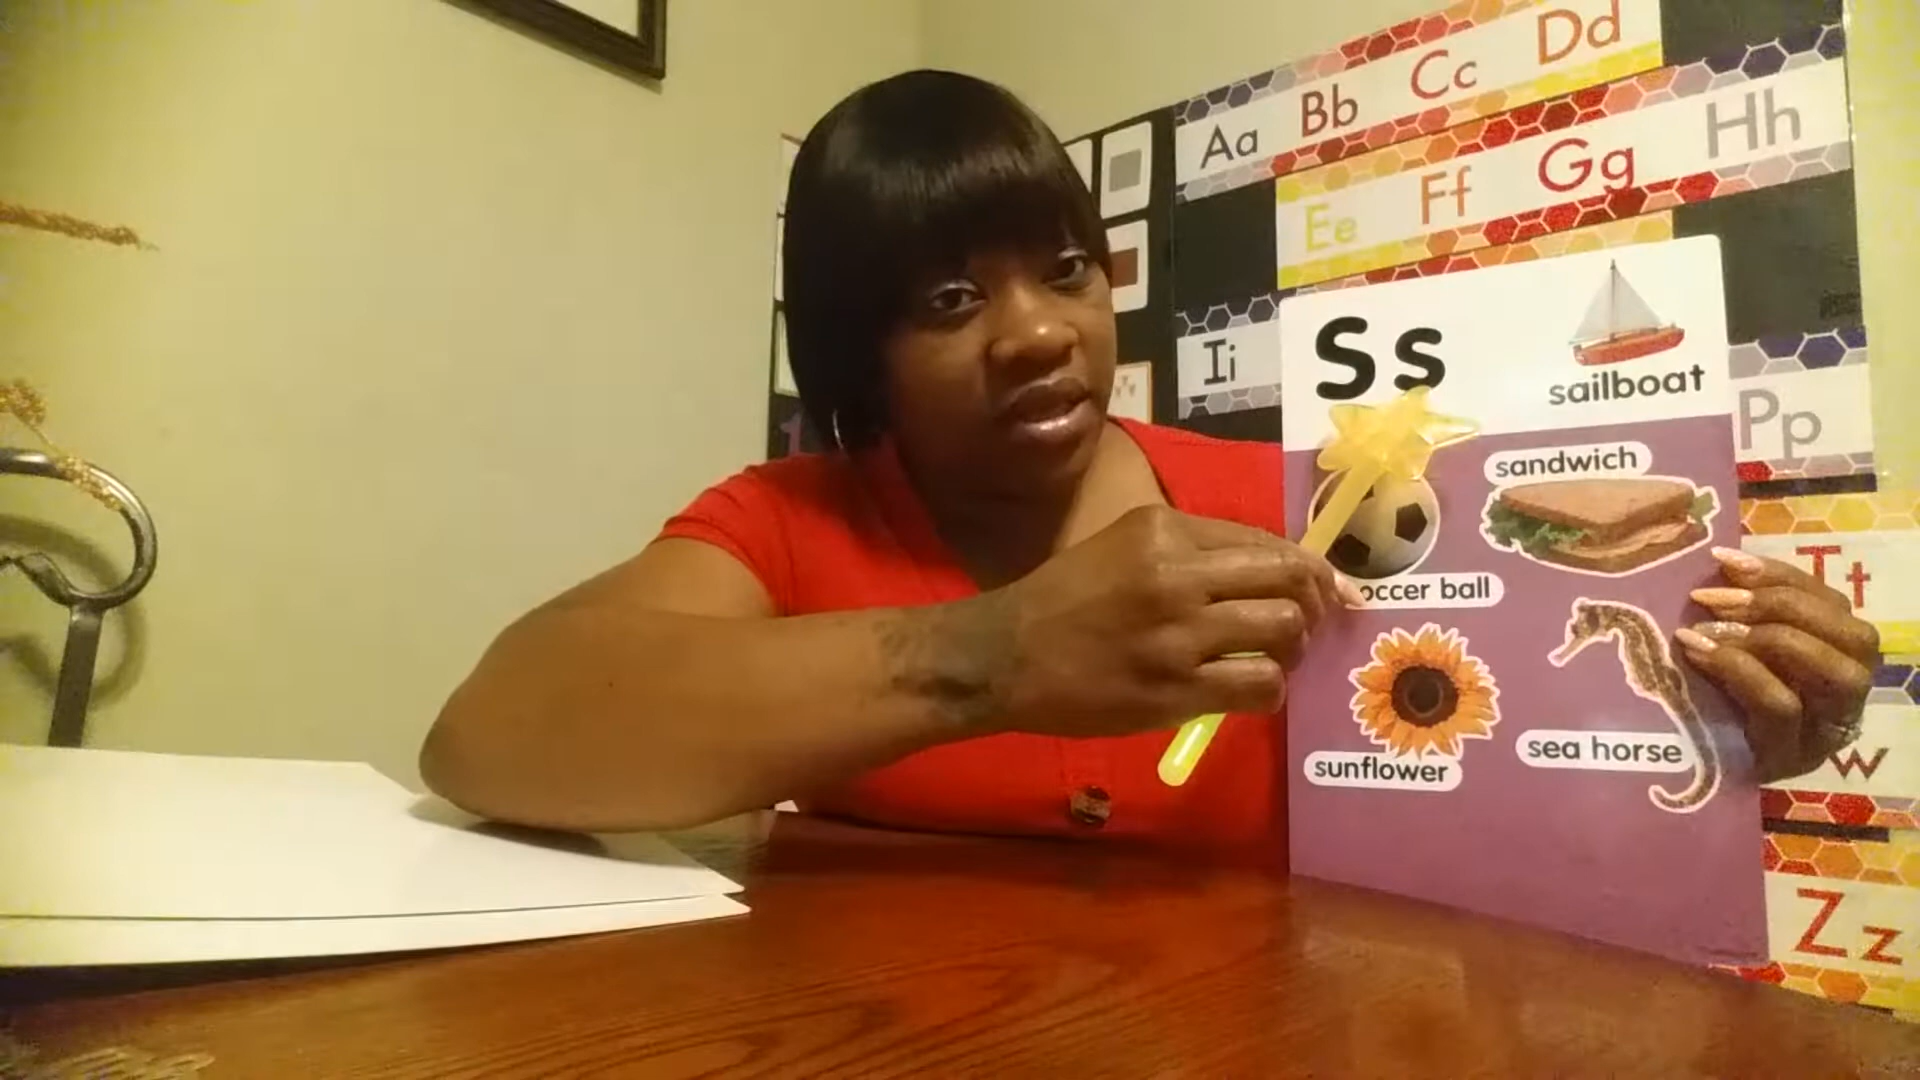 Aa Bb Cc Dd
Ee Ff Gg Hh
Ii
Pp
Tt
w
Zz
Ss
sailboat
sandwich
occer ball
sunflower
sea horse